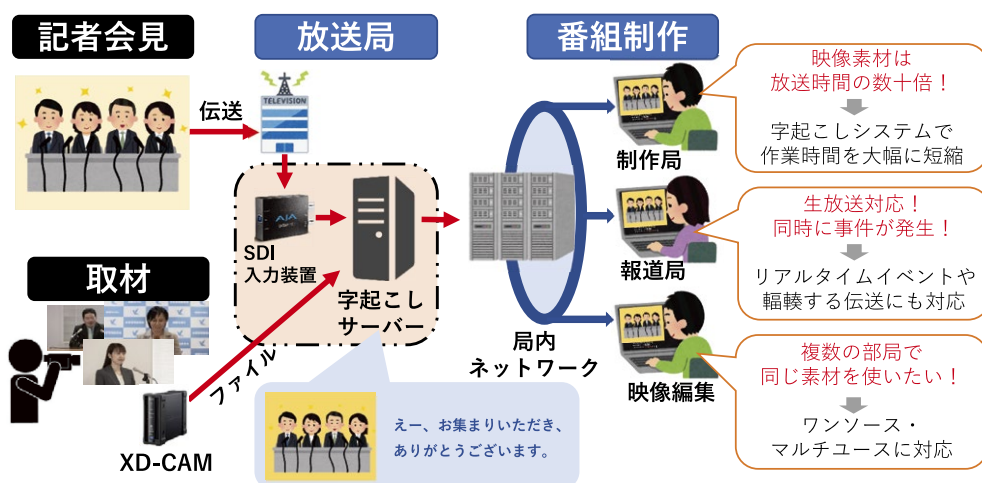 記者会見
放送局
番組制作
伝送
TELEVISION
AJA
SDI
入力装置
字起こし
サーバー
取材
ファイル
XD-CAM
えー、お集まりいただき、
ありがとうございます。
局内
ネットワーク
制作局
報道局
映像編集
映像素材は
放送時間の数十倍！
字起こしシステムで
作業時間を大幅に短縮
生放送対応！
同時に事件が発生！
リアルタイムイベントや
輻輳する伝送にも対応
複数の部局で
同じ素材を使いたい！
ワンソース・
マルチユースに対応